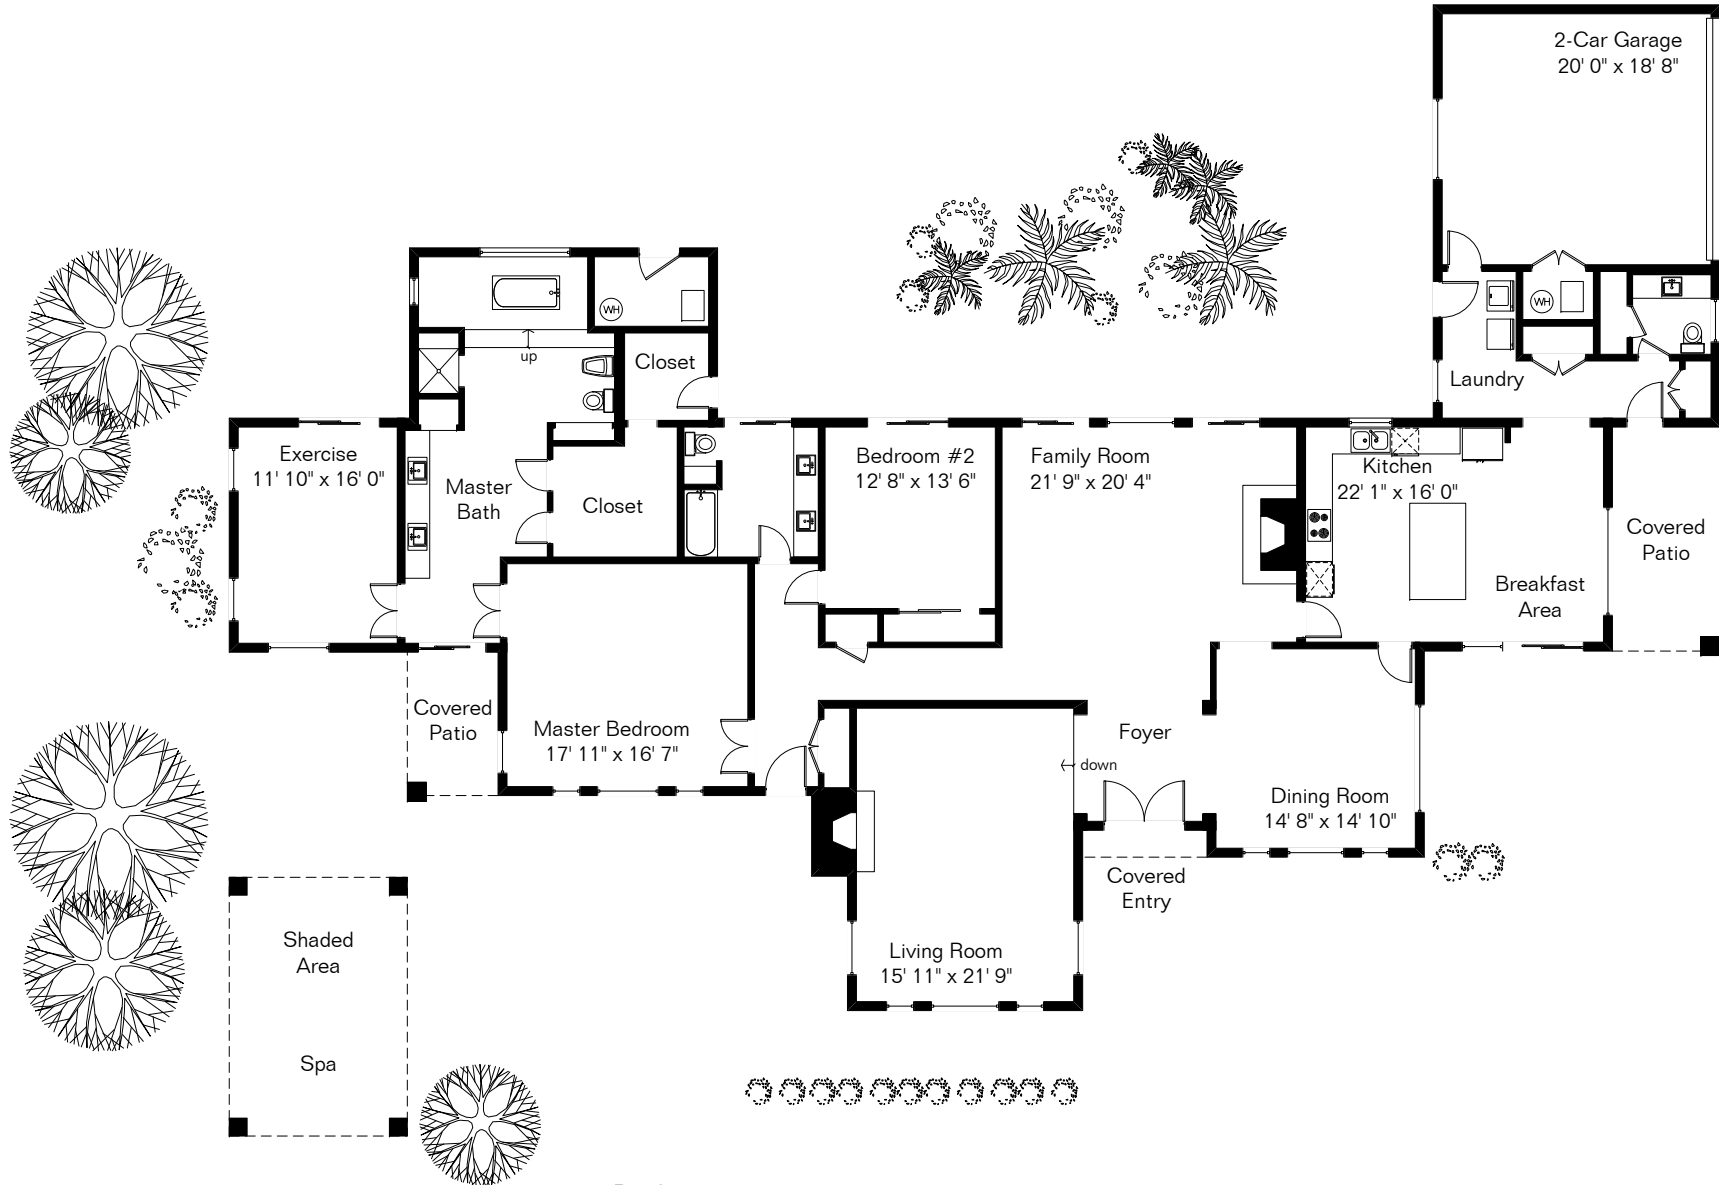 2-Car Garage
20' 0" x 18' 8"
WH
WH
up
Closet
Laundry
Exercise
11' 10" x 16' 0"
Master
Bath
Closet
Bedroom #2
12' 8" x 13' 6"
Family Room
21' 9" x 20' 4"
Kitchen
22' 1" x 16' 0"
Covered
Patio
Breakfast
Area
Covered
Patio
Master Bedroom
17' 11" x 16' 7"
Foyer
down
Dining Room
14' 8" x 14' 10"
Covered
Entry
Shaded
Area
Living Room
15' 11" x 21' 9"
Spa